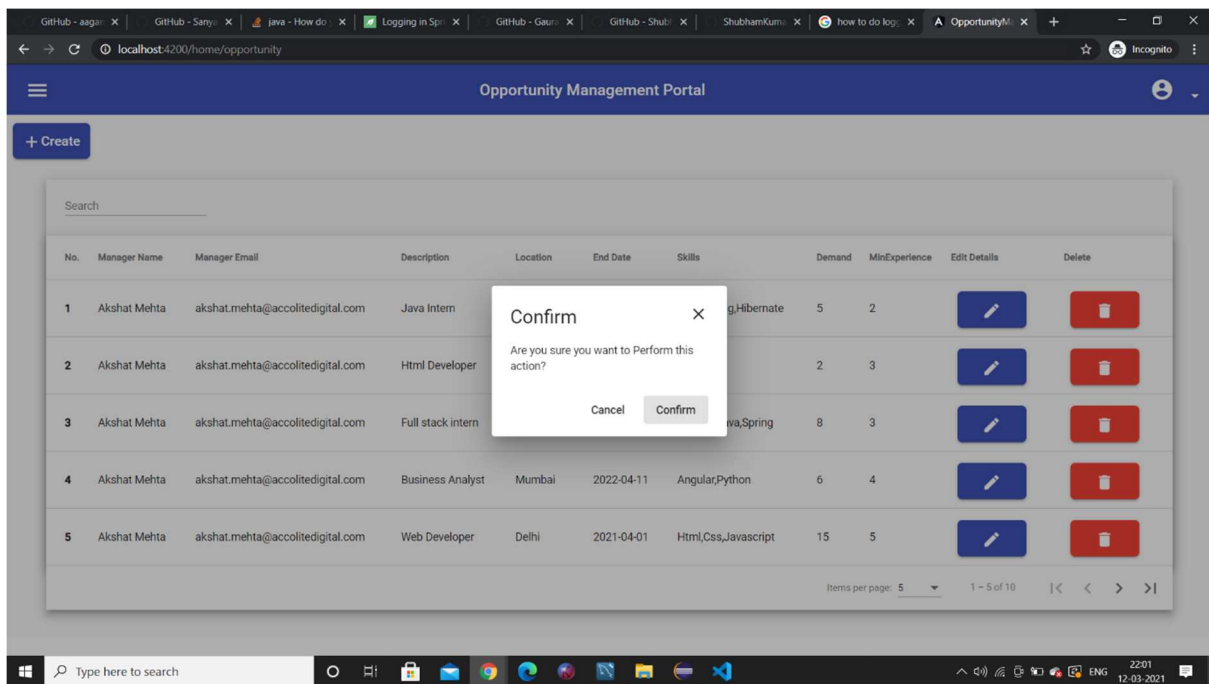 GitHub - aagar
GitHub - Sanya
java - How do
Logging in Spri
GitHub - Gaura
GitHub - Shub
ShubhamKuma
how to do logg
OpportunityMa
localhost:4200/home/opportunity
Incognito
Opportunity Management Portal
+ Create
Search
No. Manager Name Manager Email Description Location End Date Skills Demand MinExperience Edit Details Delete
1 Akshat Mehta akshat.mehta@accolitedigital.com Java Intern g,Hibernate 5 2
2 Akshat Mehta akshat.mehta@accolitedigital.com Html Developer 2 3
3 Akshat Mehta akshat.mehta@accolitedigital.com Full stack intern va,Spring 8 3
4 Akshat Mehta akshat.mehta@accolitedigital.com Business Analyst Mumbai 2022-04-11 Angular,Python 6 4
5 Akshat Mehta akshat.mehta@accolitedigital.com Web Developer Delhi 2021-04-01 Html,Css,Javascript 15 5
Confirm
Are you sure you want to Perform this
action?
Cancel Confirm
Items per page: 5 1 – 5 of 10
Type here to search
ENG
22:01
12-03-2021